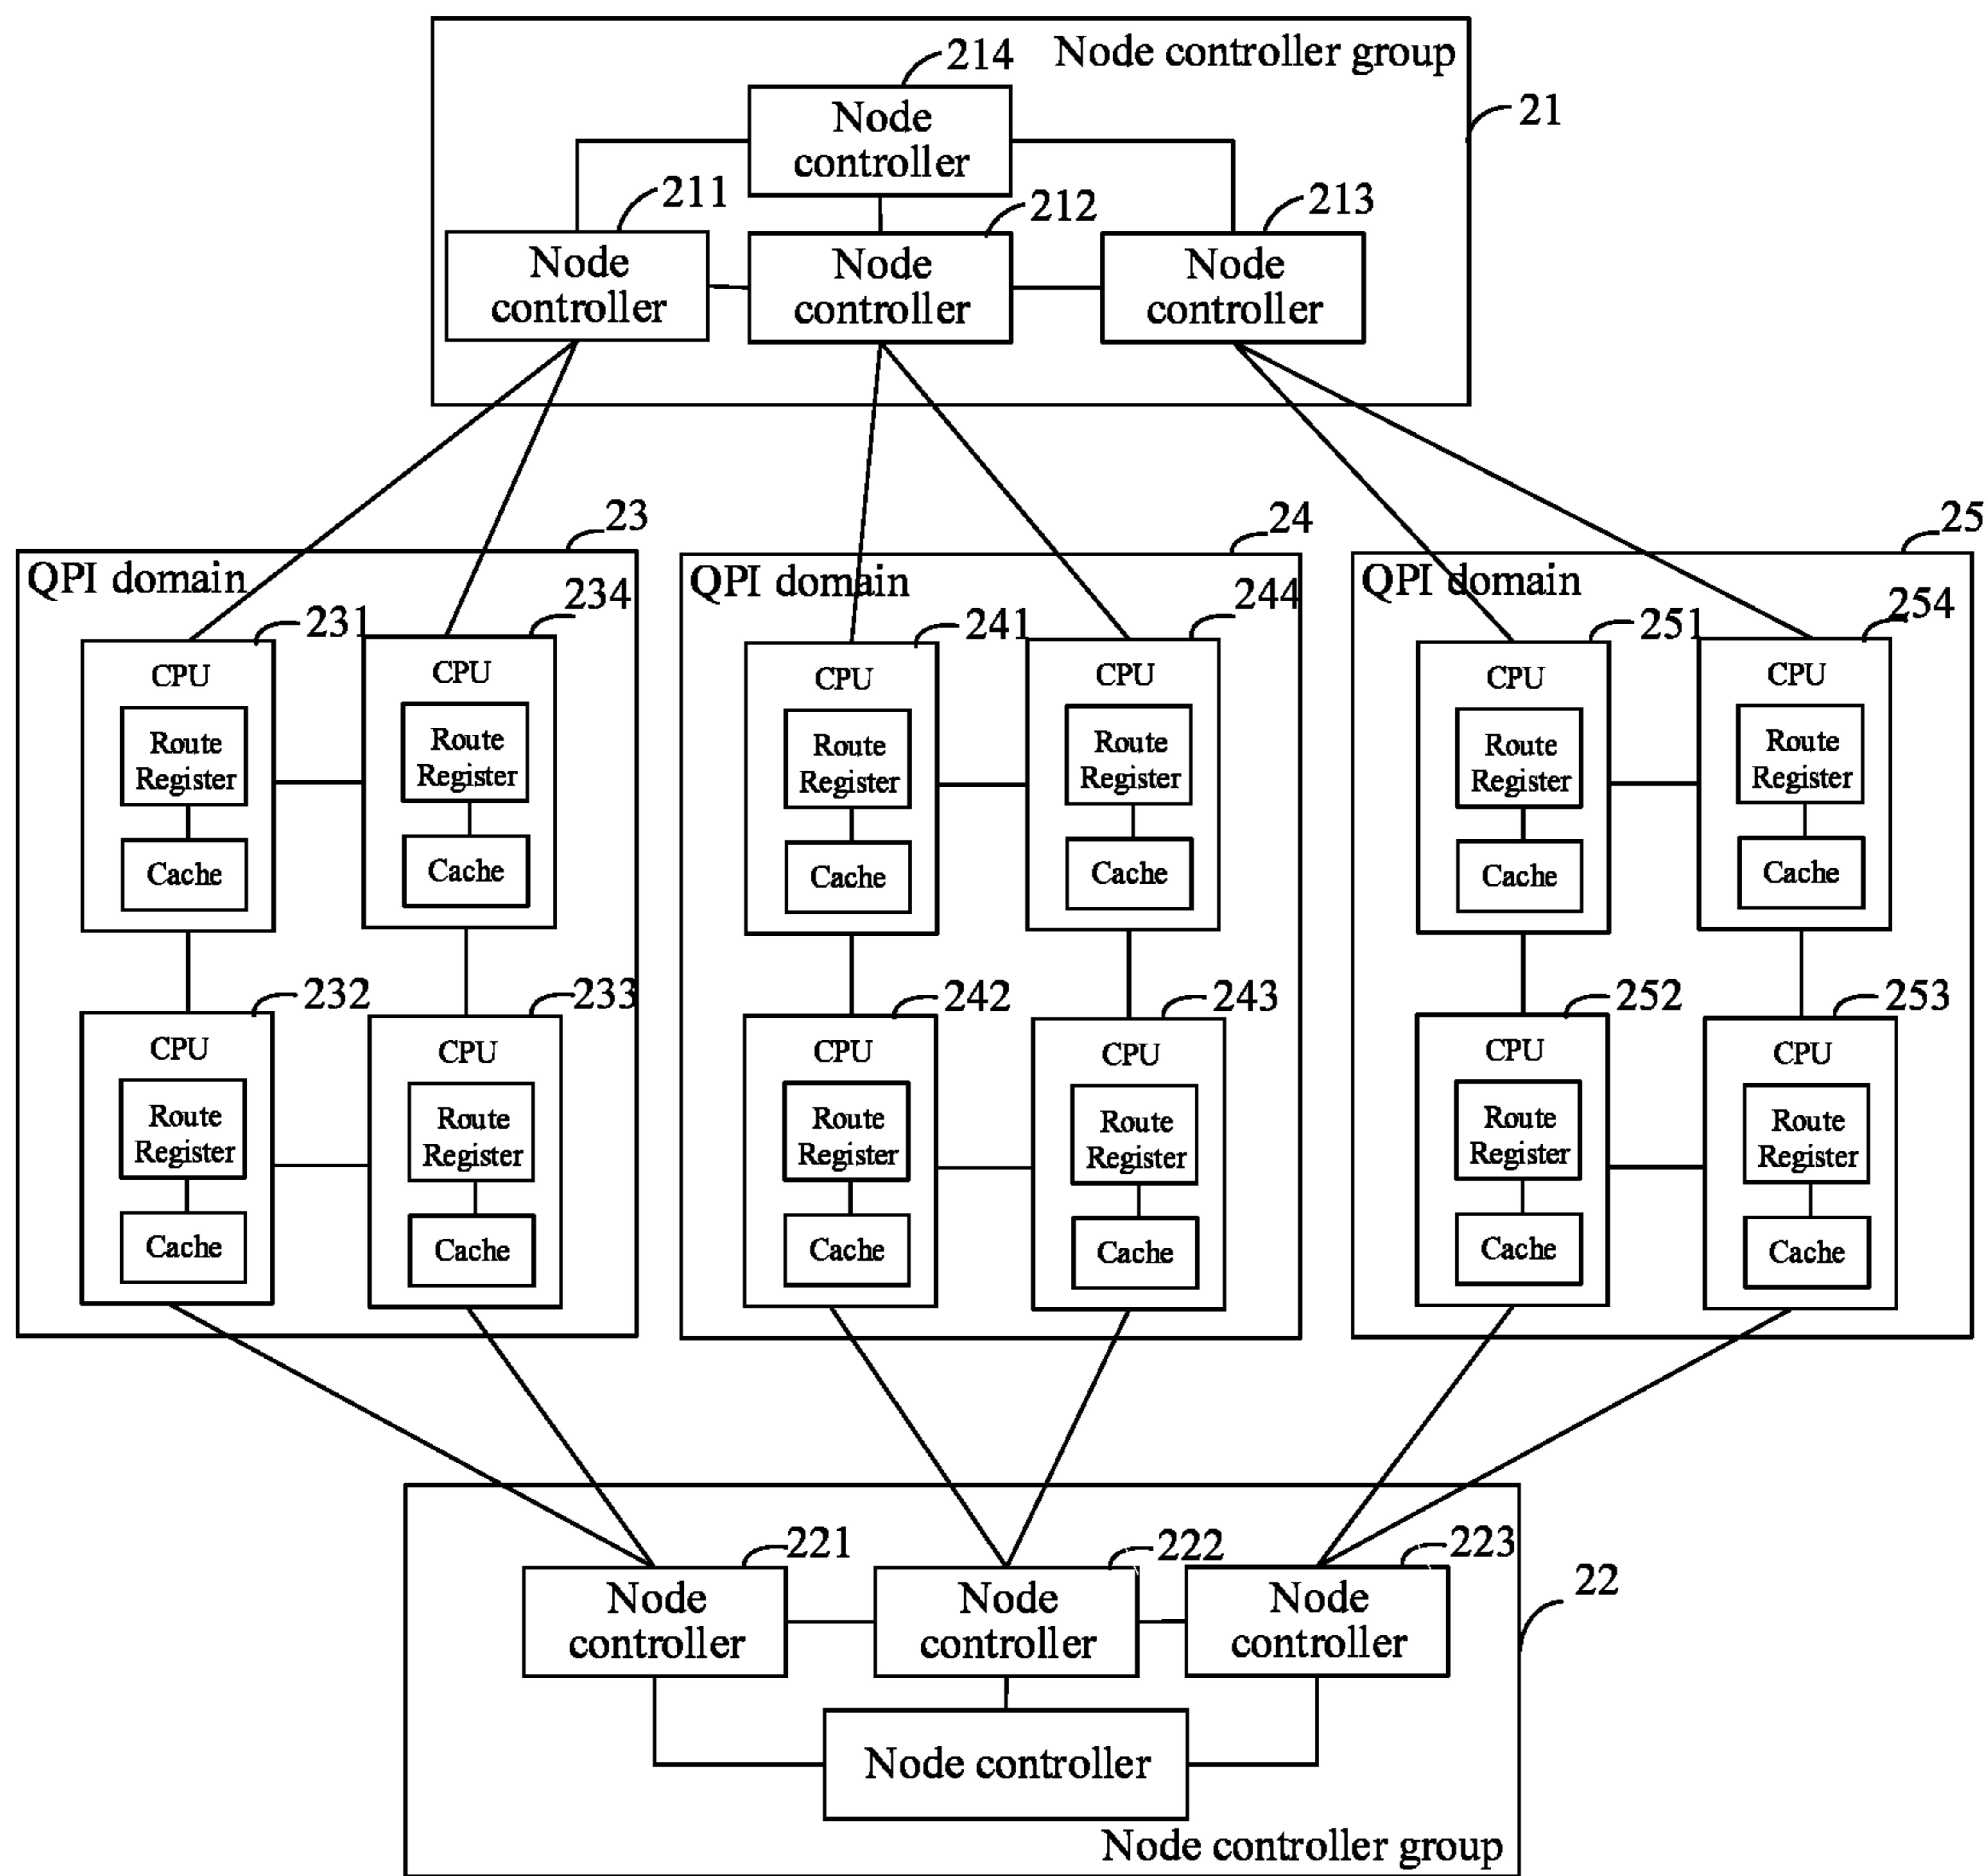 Node controller group
214
21
Node
controller
211
212
213
Node
controller
Node
controller
Node
controller
23
24
25
QPI domain
QPI domain
QPI domain
231
234
241
244
251
254
CPU
Route
Register
Cache
CPU
Route
Register
Cache
CPU
Route
Register
Cache
CPU
Route
Register
Cache
CPU
Route
Register
Cache
CPU
Route
Register
Cache
232
233
242
243
252
253
CPU
Route
Register
Cache
CPU
Route
Register
Cache
CPU
Route
Register
Cache
CPU
Route
Register
Cache
CPU
Route
Register
Cache
CPU
Route
Register
Cache
221
222
223
22
Node
controller
Node
controller
Node
controller
Node controller
Node controller group